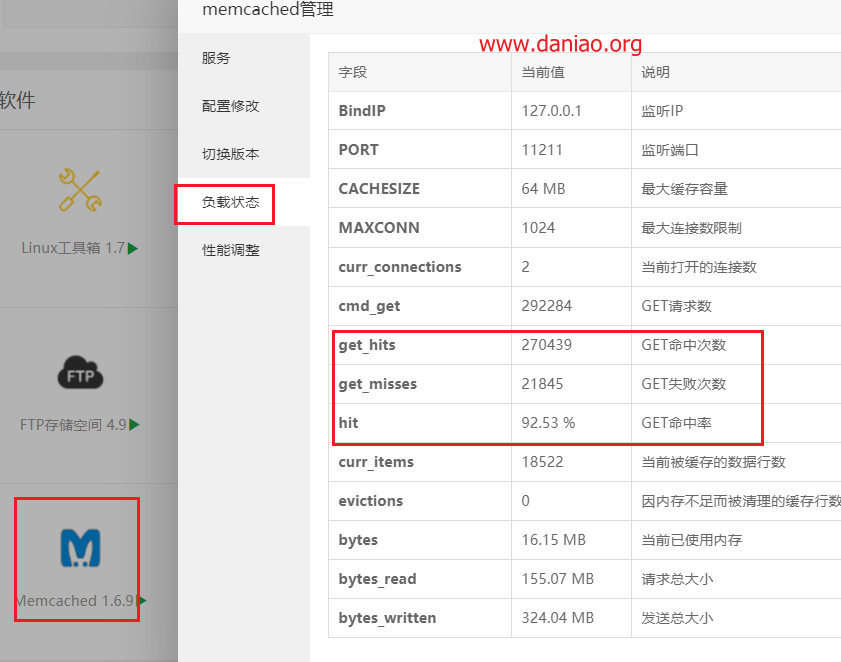 memcached管理
www.daniao.org
软件
Linux工具箱 1.7
FTP
FTP存储空间 4.9
Memcached 1.6.9
服务
配置修改
切换版本
负载状态
性能调整
字段 当前值 说明
BindIP 127.0.0.1 监听IP
PORT 11211 监听端口
CACHESIZE 64 MB 最大缓存容量
MAXCONN 1024 最大连接数限制
curr_connections 2 当前打开的连接数
cmd_get 292284 GET请求数
get_hits 270439 GET命中次数
get_misses 21845 GET失败次数
hit 92.53 % GET命中率
curr_items 18522 当前被缓存的数据行数
evictions 0 因内存不足而被清理的缓存行数
bytes 16.15 MB 当前已使用内存
bytes_read 155.07 MB 请求总大小
bytes_written 324.04 MB 发送总大小